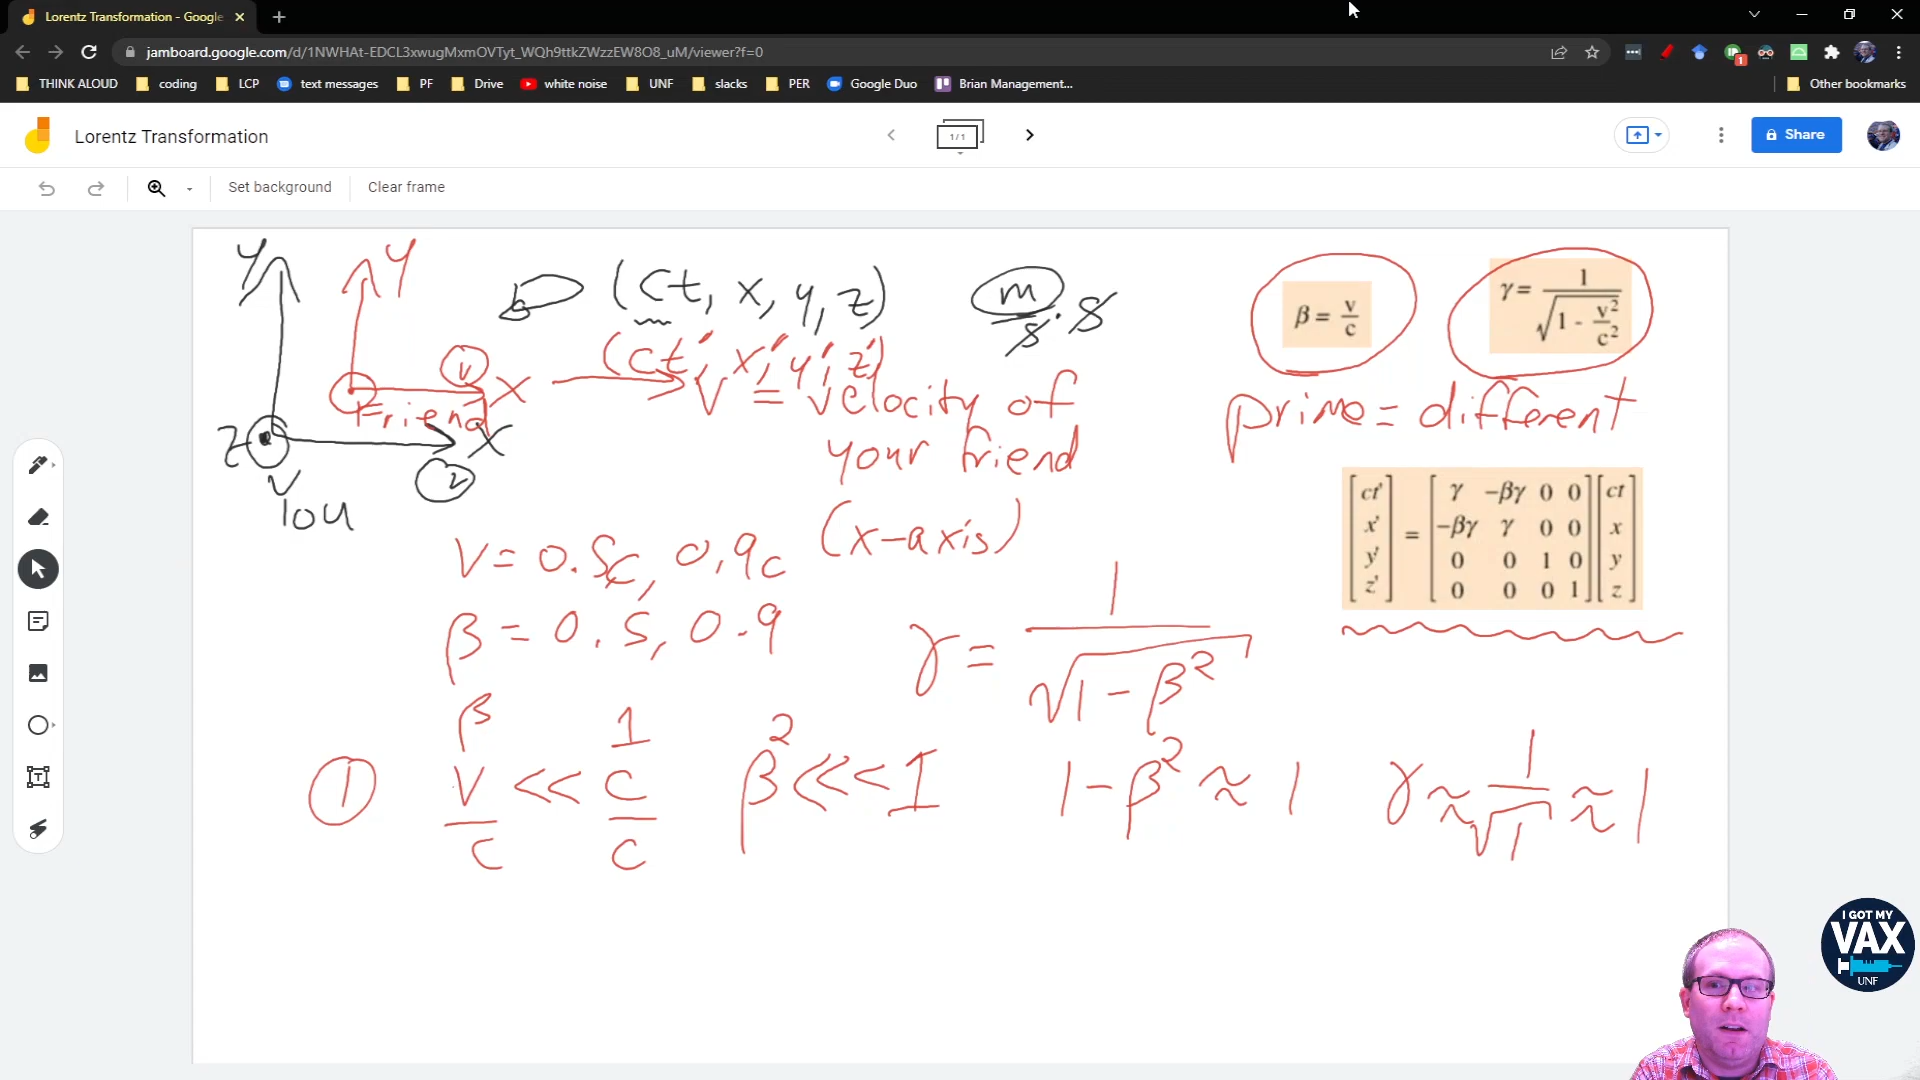 Lorentz Transformation - Google
jamboard.google.com/d/1NWHAt-EDCL3xwugMxmOVTyt_WQh9ttkZWzzEW8O8_uM/viewer?f=0
1
THINK ALOUD coding LCP text messages PF Drive white noise UNF slacks PER Google Duo Brian Management... Other bookmarks
Lorentz Transformation
1/1
Share
Set background Clear frame
Y Y
(ct, x, y, z) m/s · s
(ct', x', y', z')
β = v/c
γ = 1/√(1 - v²/c²)
v X
Friend
V = velocity of
your friend
(x-axis)
prime = different
Z X
v
You
[ct' x' y' z'] = [γ -βγ 0 0; -βγ γ 0 0; 0 0 1 0; 0 0 0 1] [ct x y z]
V = 0.5c, 0.9c
β = 0.5, 0.9
γ = 1/√(1-β²)
β 1
① V/c << c/c β² <<< 1 1-β² ≈ 1 γ ≈ 1/√1 ≈ 1
I GOT MY
VAX
UNF